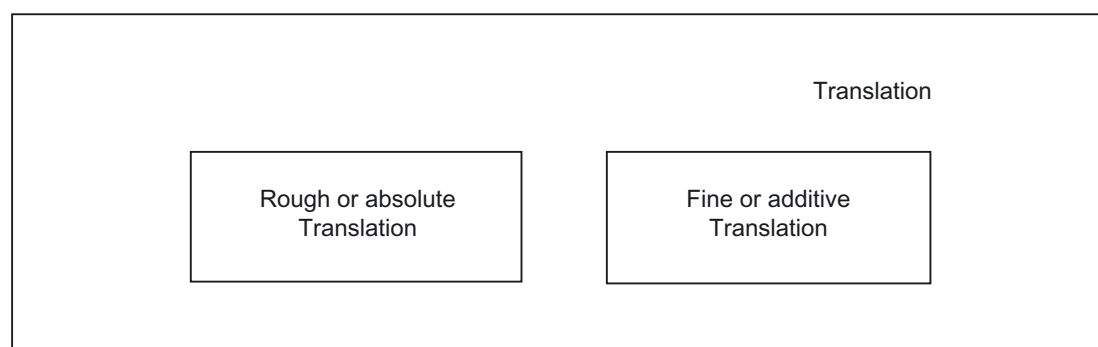 Translation
Rough or absolute
Translation
Fine or additive
Translation